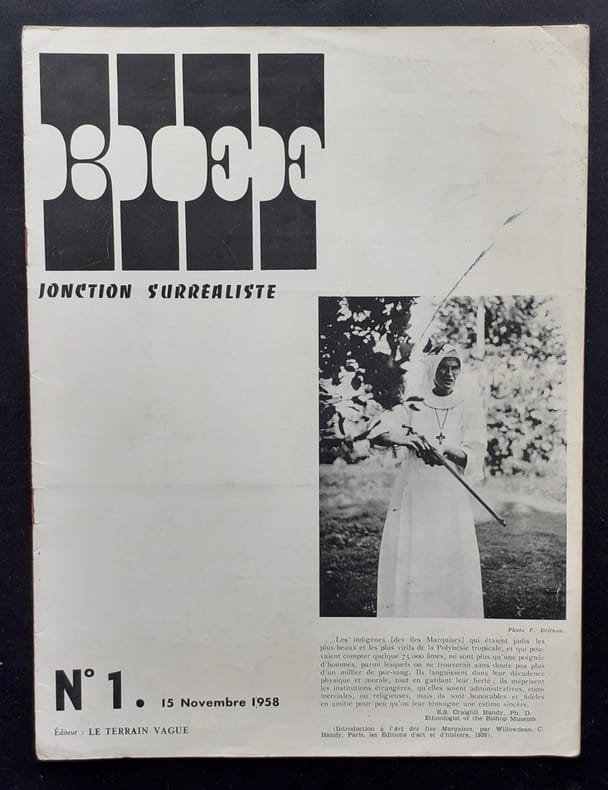 BIEF
JONCTION SURRÉALISTE
Photo F. Drilhon.
Les indigènes [des Iles Marquises] qui étaient jadis les
plus beaux et les plus virils de la Polynésie tropicale, et qui pou-
vaient compter quelque 75.000 âmes, ne sont plus qu'une poignée
d'hommes, parmi lesquels on ne trouverait sans doute pas plus
d'un millier de pur-sang. Ils languissent dans leur décadence
physique et morale, tout en gardant leur fierté ; ils méprisent
les institutions étrangères, qu'elles soient administratives, com-
merciales, ou religieuses, mais ils sont honorables et fidèles
en amitié pour peu qu'on leur témoigne une estime sincère.
E.S. Craighill Handy, Ph. D.
Ethnologist of the Bishop Museum.
(Introduction à l'Art des Iles Marquises, par Willowdean C.
Handy, Paris, les Editions d'art et d'histoire, 1938).
N° 1. 15 Novembre 1958
Éditeur : LE TERRAIN VAGUE